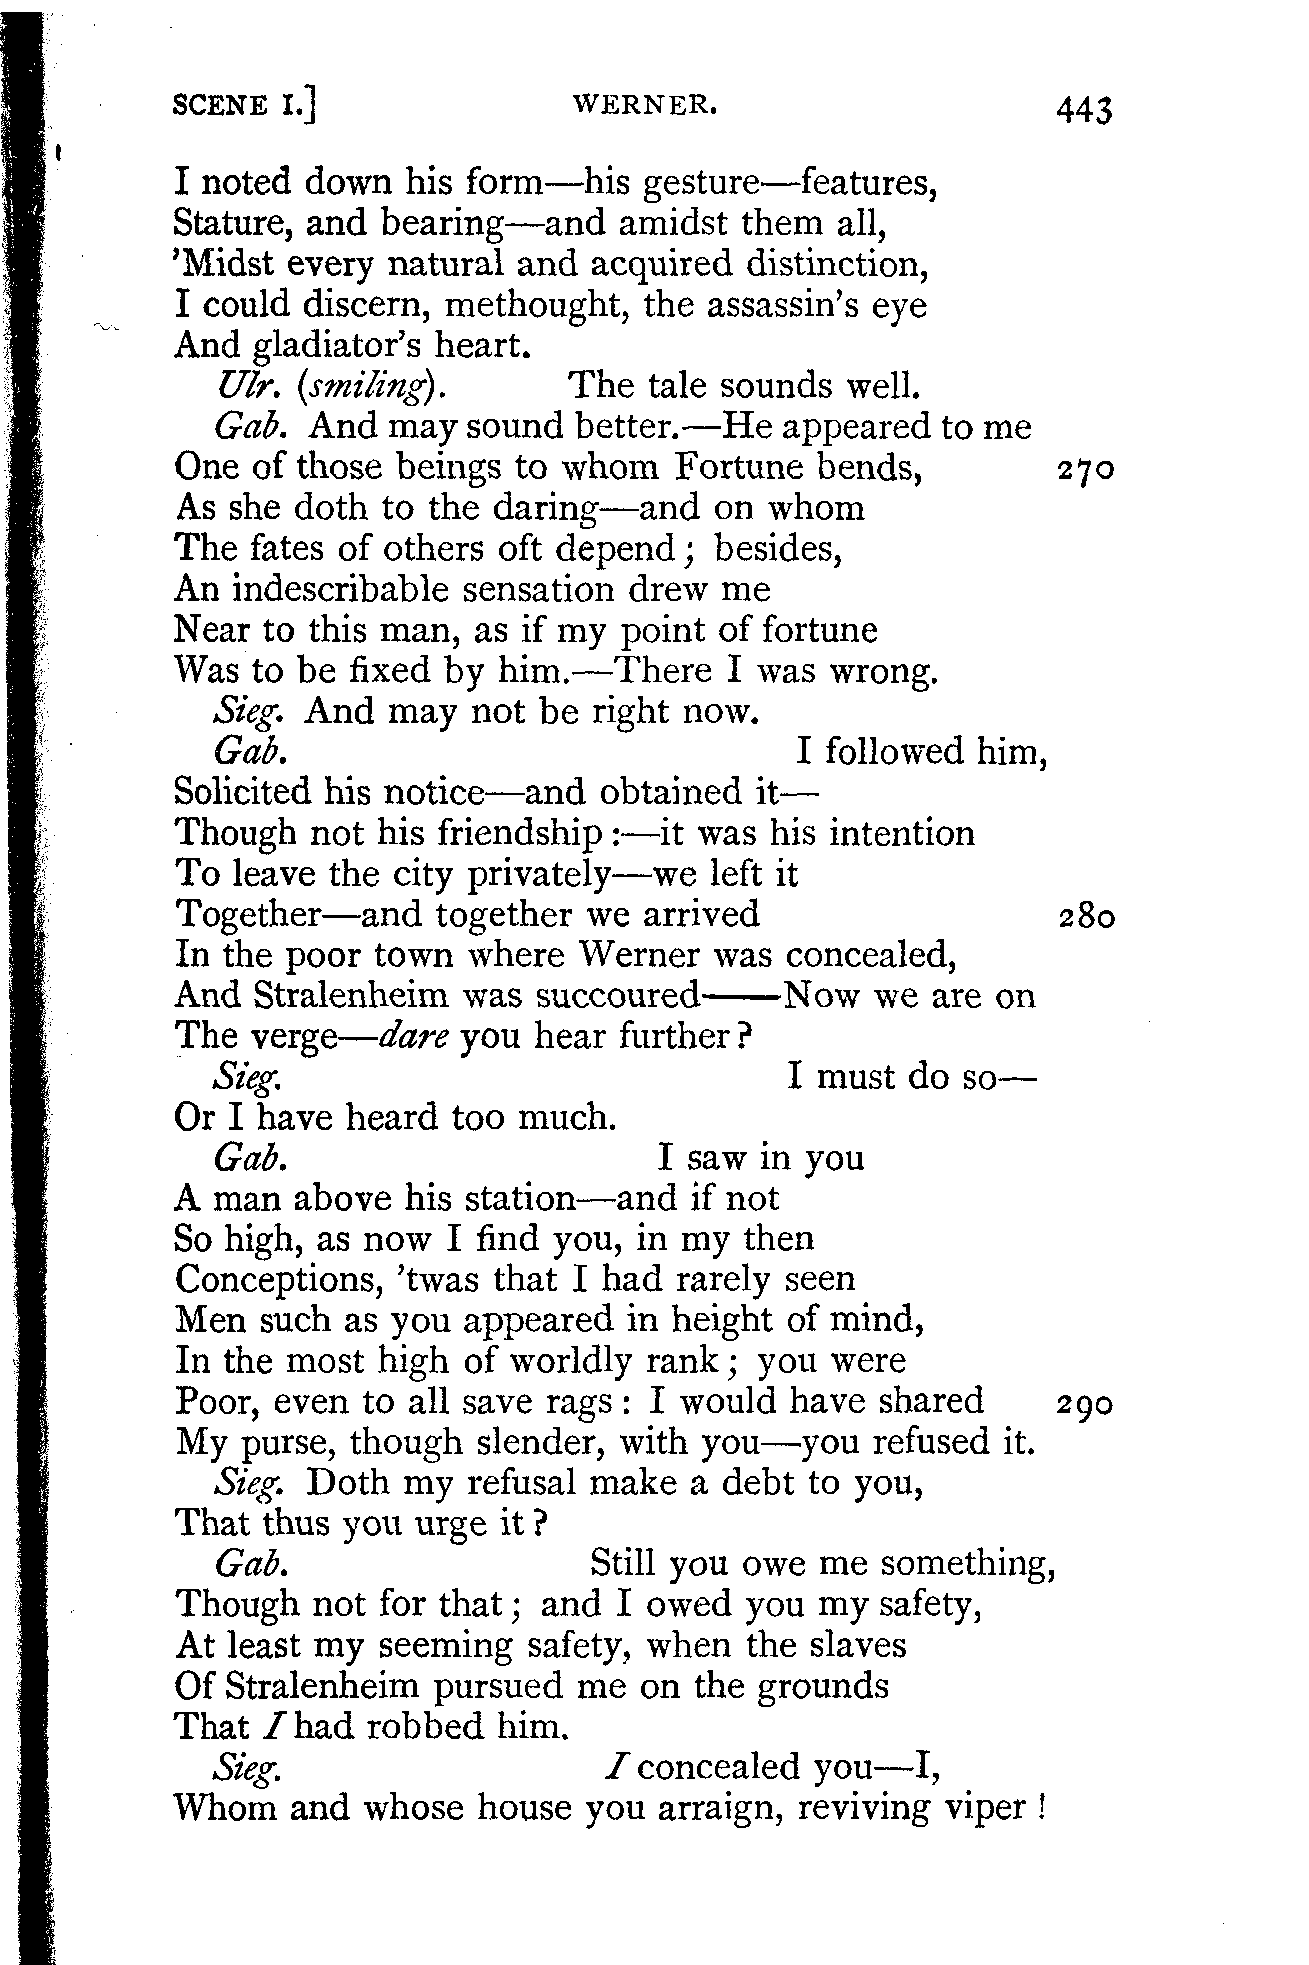 SCENE I.] WERNER. 443
I noted down his form—his gesture—features,
Stature, and bearing—and amidst them all,
’Midst every natural and acquired distinction,
I could discern, methought, the assassin’s eye
And gladiator’s heart.
Ulr. (smiling). The tale sounds well.
Gab. And may sound better.—He appeared to me
One of those beings to whom Fortune bends, 270
As she doth to the daring—and on whom
The fates of others oft depend; besides,
An indescribable sensation drew me
Near to this man, as if my point of fortune
Was to be fixed by him.—There I was wrong.
Sieg. And may not be right now.
Gab. I followed him,
Solicited his notice—and obtained it—
Though not his friendship:—it was his intention
To leave the city privately—we left it
Together—and together we arrived 280
In the poor town where Werner was concealed,
And Stralenheim was succoured——Now we are on
The verge—dare you hear further?
Sieg. I must do so—
Or I have heard too much.
Gab. I saw in you
A man above his station—and if not
So high, as now I find you, in my then
Conceptions, ’twas that I had rarely seen
Men such as you appeared in height of mind,
In the most high of worldly rank; you were
Poor, even to all save rags: I would have shared 290
My purse, though slender, with you—you refused it.
Sieg. Doth my refusal make a debt to you,
That thus you urge it?
Gab. Still you owe me something,
Though not for that; and I owed you my safety,
At least my seeming safety, when the slaves
Of Stralenheim pursued me on the grounds
That I had robbed him.
Sieg. I concealed you—I,
Whom and whose house you arraign, reviving viper!